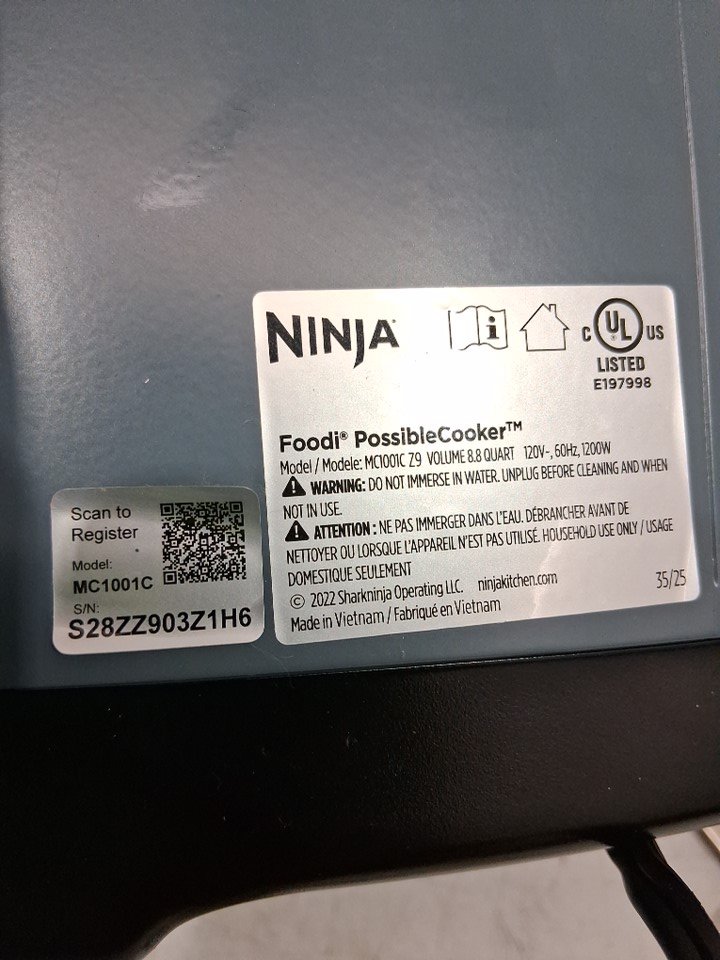 NINJA
i
C UL US
LISTED
E197998
Foodi® PossibleCooker™
Model / Modele: MC1001C Z9 VOLUME 8.8 QUART 120V~, 60Hz, 1200W
WARNING: DO NOT IMMERSE IN WATER. UNPLUG BEFORE CLEANING AND WHEN
NOT IN USE.
ATTENTION : NE PAS IMMERGER DANS L'EAU. DÉBRANCHER AVANT DE
NETTOYER OU LORSQUE L'APPAREIL N'EST PAS UTILISÉ. HOUSEHOLD USE ONLY / USAGE
DOMESTIQUE SEULEMENT
© 2022 Sharkninja Operating LLC. ninjakitchen.com
Made in Vietnam / Fabriqué en Vietnam
35/25
Scan to
Register
Model:
MC1001C
S/N:
S28ZZ903Z1H6